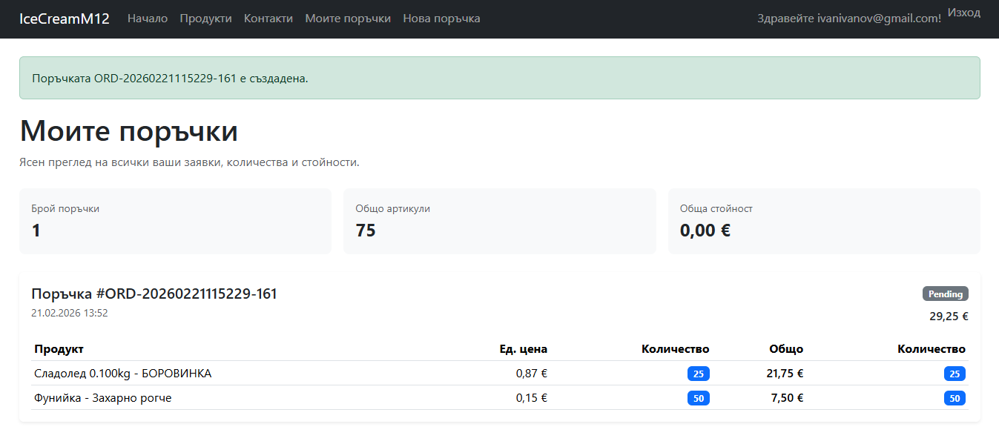 IceCreamM12 Начало Продукти Контакти Моите поръчки Нова поръчка Здравейте ivanivanov@gmail.com! Изход
Поръчката ORD-20260221115229-161 е създадена.
Моите поръчки
Ясен преглед на всички ваши заявки, количества и стойности.
Брой поръчки
1
Общо артикули
75
Обща стойност
0,00 €
Поръчка #ORD-20260221115229-161 Pending
21.02.2026 13:52 29,25 €
Продукт Ед. цена Количество Общо Количество
Сладолед 0.100kg - БОРОВИНКА 0,87 € 25 21,75 € 25
Фунийка - Захарно рогче 0,15 € 50 7,50 € 50